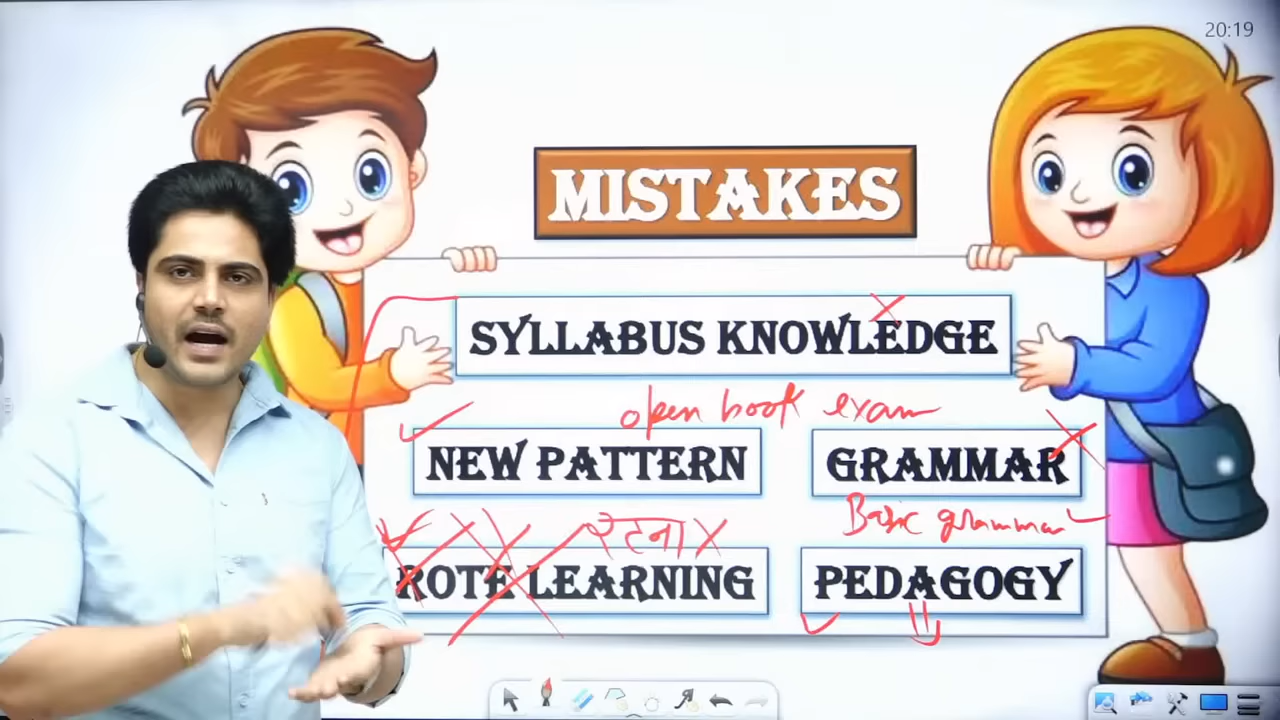 20:19
MISTAKES
SYLLABUS KNOWLEDGE
open book exam
NEW PATTERN
GRAMMAR
Basic grammar
रटना
ROTE LEARNING
PEDAGOGY